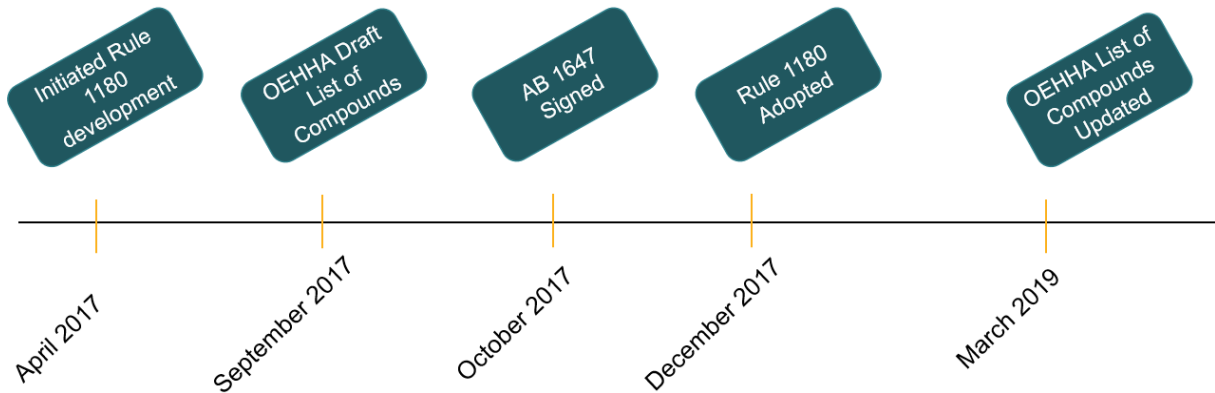 Initiated Rule
1180
development
OEHHA Draft
List of
Compounds
AB 1647
Signed
Rule 1180
Adopted
OEHHA List of
Compounds
Updated
April 2017
September 2017
October 2017
December 2017
March 2019